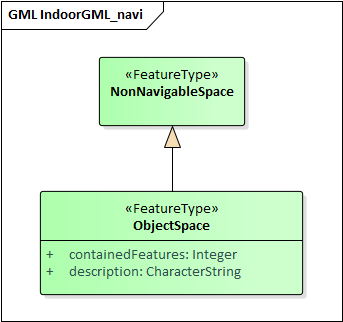 GML IndoorGML_navi
«FeatureType»
NonNavigableSpace
«FeatureType»
ObjectSpace
+ containedFeatures: Integer
+ description: CharacterString